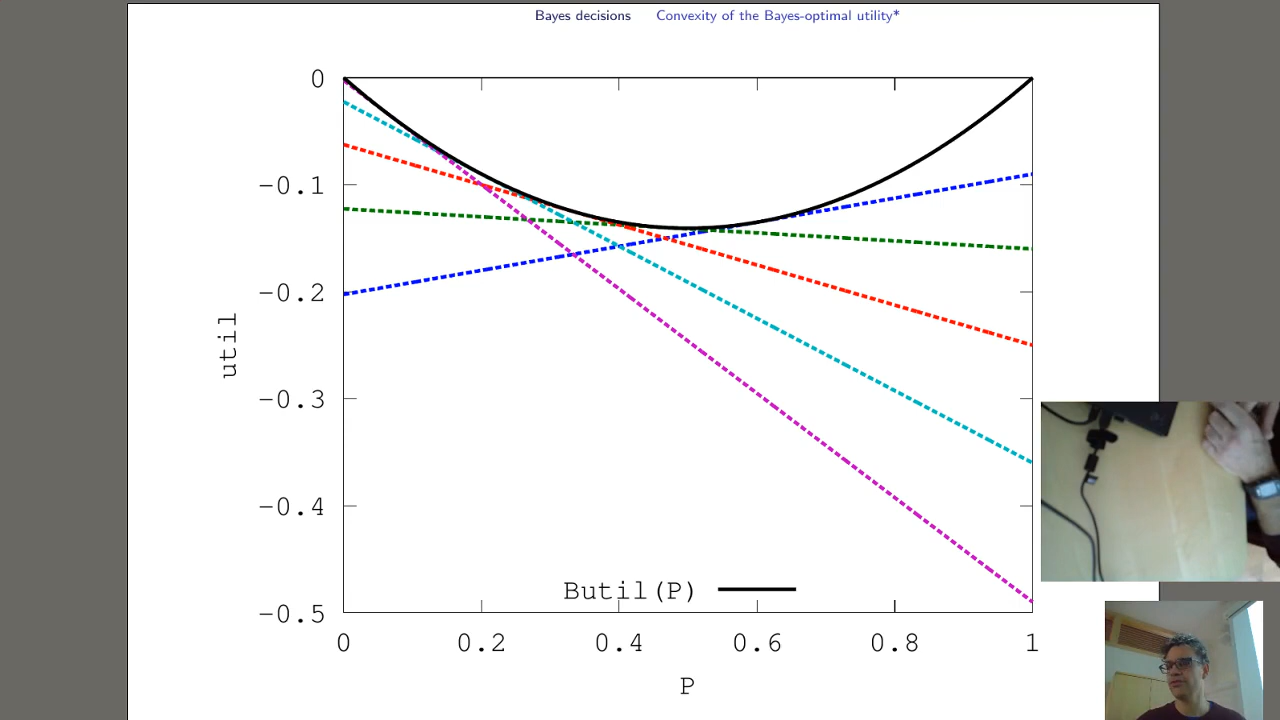 Bayes decisions Convexity of the Bayes-optimal utility*
0
−0.1
−0.2
−0.3
−0.4
−0.5
util
Butil(P)
0 0.2 0.4 0.6 0.8 1
P